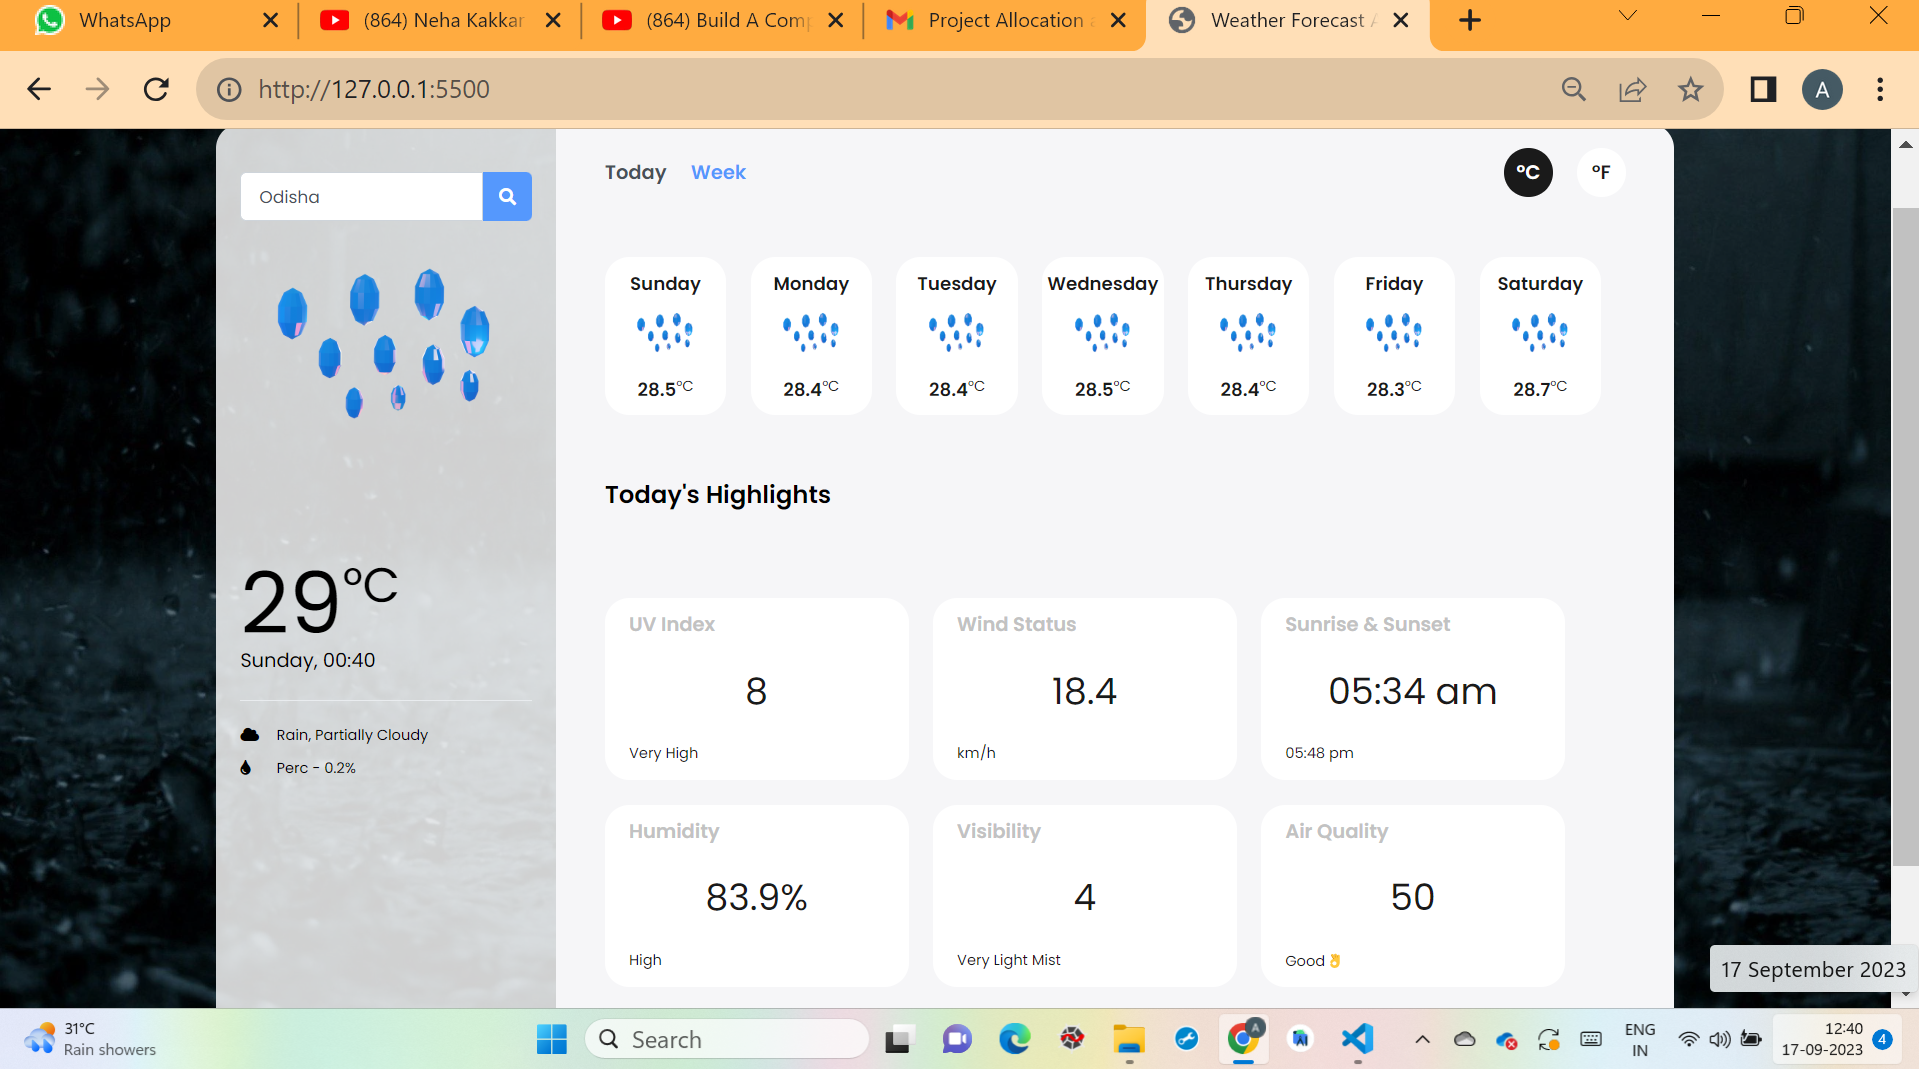 WhatsApp
(864) Neha Kakkar
(864) Build A Comp
Project Allocation a
Weather Forecast A
http://127.0.0.1:5500
A
Odisha
Today Week
°C °F
Sunday
28.5°C
Monday
28.4°C
Tuesday
28.4°C
Wednesday
28.5°C
Thursday
28.4°C
Friday
28.3°C
Saturday
28.7°C
29°C
Sunday, 00:40
Rain, Partially Cloudy
Perc - 0.2%
Today's Highlights
UV Index
8
Very High
Wind Status
18.4
km/h
Sunrise & Sunset
05:34 am
05:48 pm
Humidity
83.9%
High
Visibility
4
Very Light Mist
Air Quality
50
Good👌
17 September 2023
31°C
Rain showers
Search
A
ENG
IN
12:40
17-09-2023
4